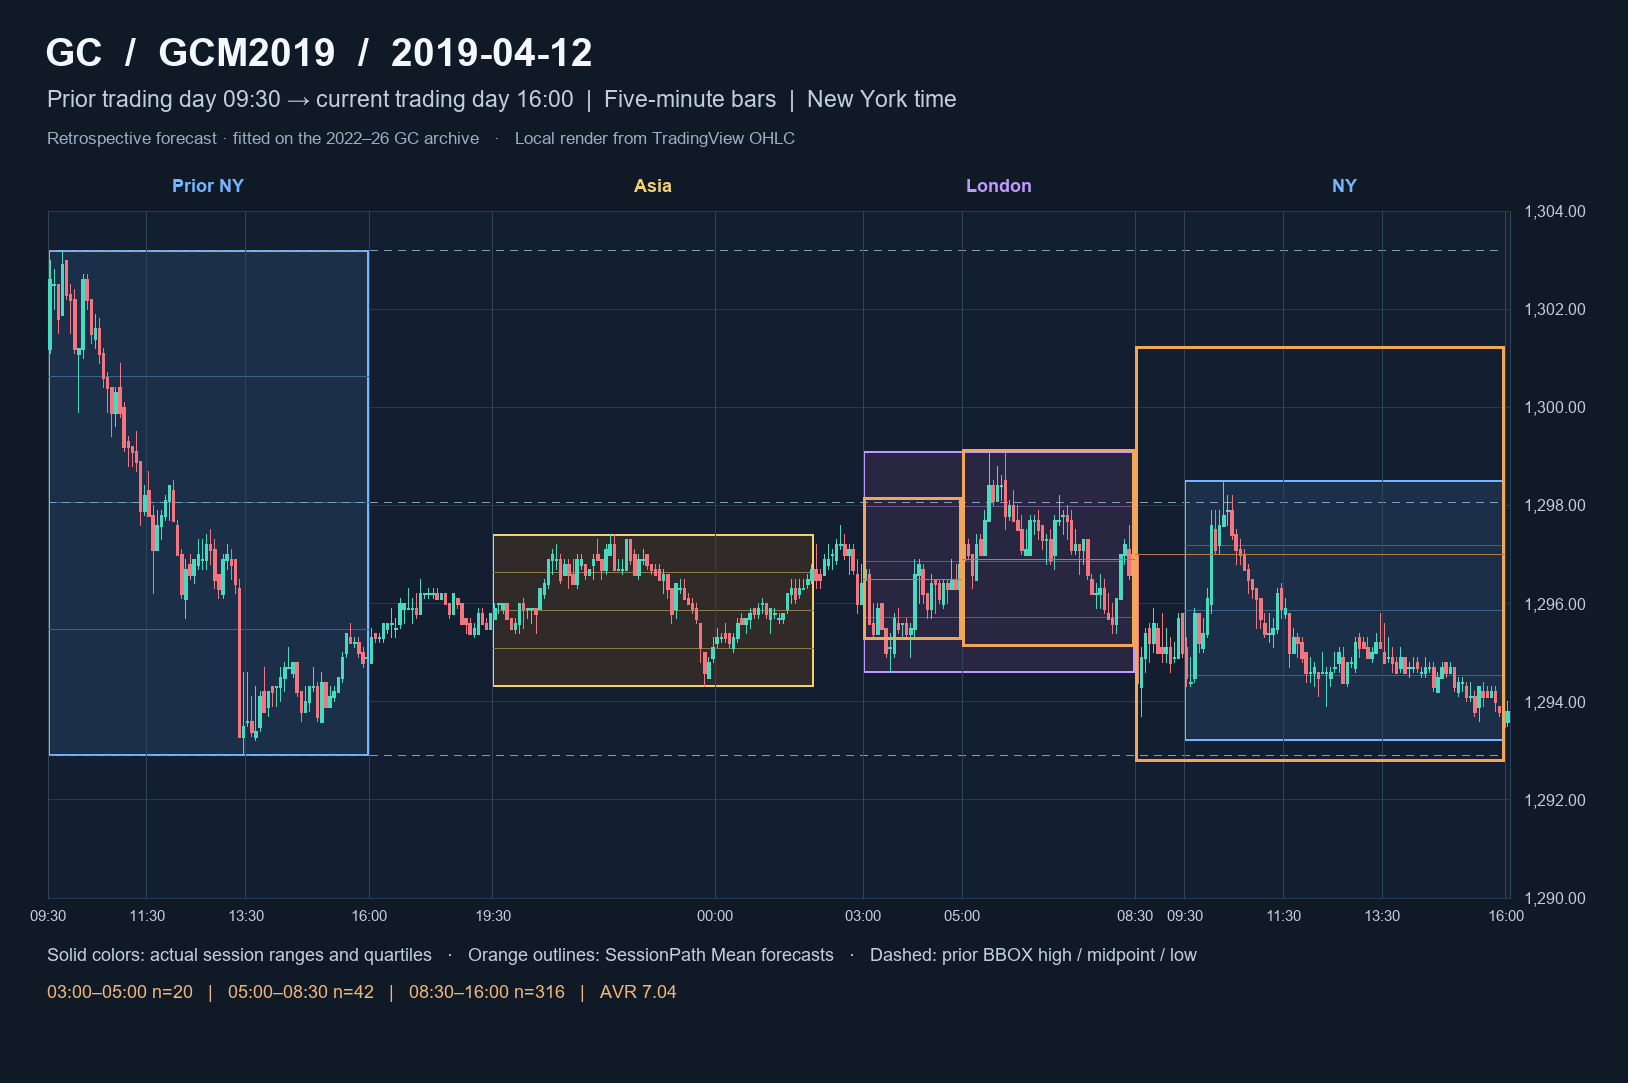 GC / GCM2019 / 2019-04-12
Prior trading day 09:30 → current trading day 16:00 | Five-minute bars | New York time
Retrospective forecast · fitted on the 2022–26 GC archive · Local render from TradingView OHLC
Prior NY Asia London NY
1,304.00
1,302.00
1,300.00
1,298.00
1,296.00
1,294.00
1,292.00
1,290.00
09:30 11:30 13:30 16:00 19:30 00:00 03:00 05:00 08:30 09:30 11:30 13:30 16:00
Solid colors: actual session ranges and quartiles · Orange outlines: SessionPath Mean forecasts · Dashed: prior BBOX high / midpoint / low
03:00–05:00 n=20 | 05:00–08:30 n=42 | 08:30–16:00 n=316 | AVR 7.04